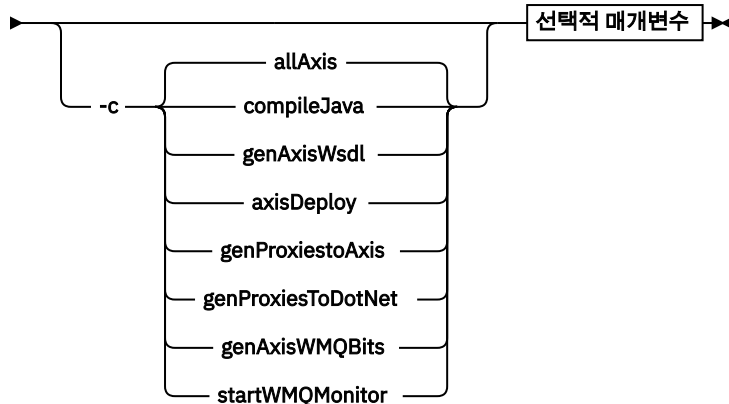 선택적 매개변수
allAxis
-c compileJava
genAxisWsdl
axisDeploy
genProxiestoAxis
genProxiesToDotNet
genAxisWMQBits
startWMQMonitor